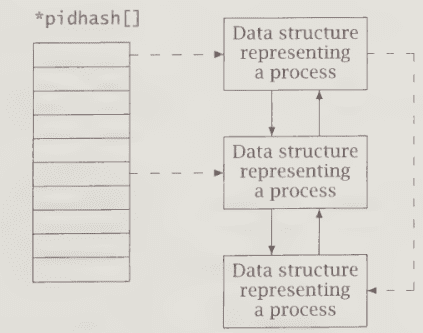 *pidhash[]
Data structure
representing
a process
Data structure
representing
a process
Data structure
representing
a process